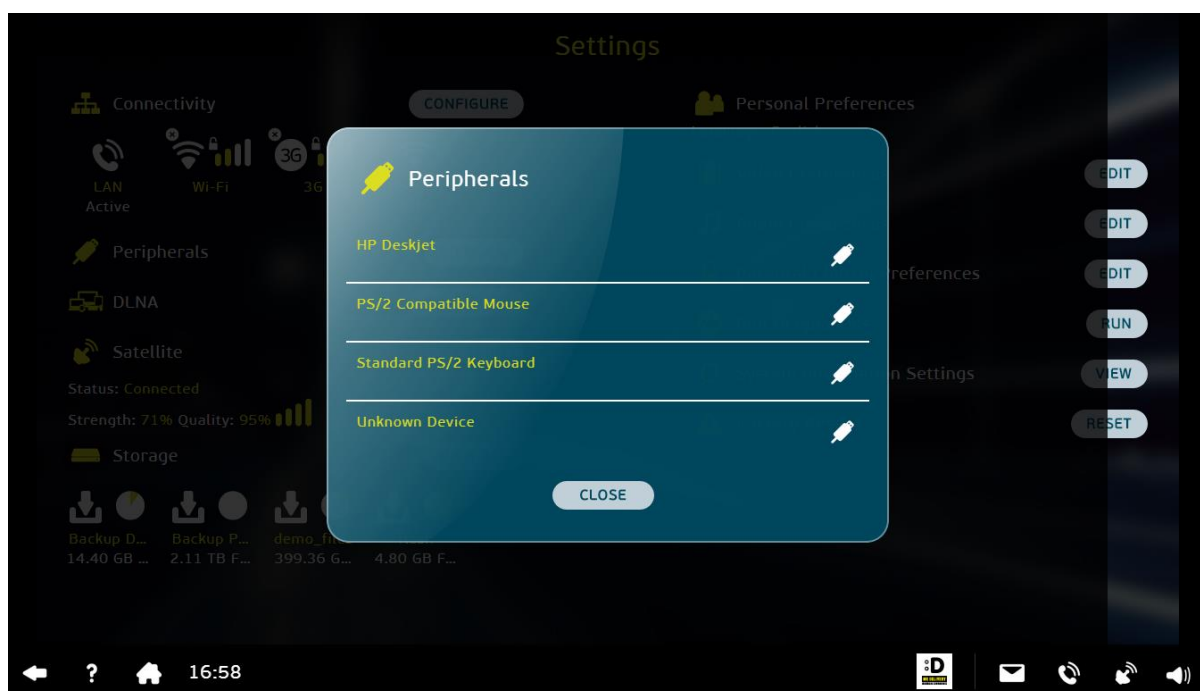 Settings
Connectivity
CONFIGURE
LAN
Active
Wi-Fi
3G
3G
Peripherals
DLNA
Satellite
Status: Connected
Strength: 71% Quality: 95%
Storage
Backup D...
14.40 GB ...
Backup P...
2.11 TB F...
399.36 G...
4.80 GB F...
Peripherals
HP Deskjet
PS/2 Compatible Mouse
Standard PS/2 Keyboard
Unknown Device
CLOSE
Personal Preferences
EDIT
EDIT
EDIT
RUN
VIEW
RESET
Settings
? 16:58
:D